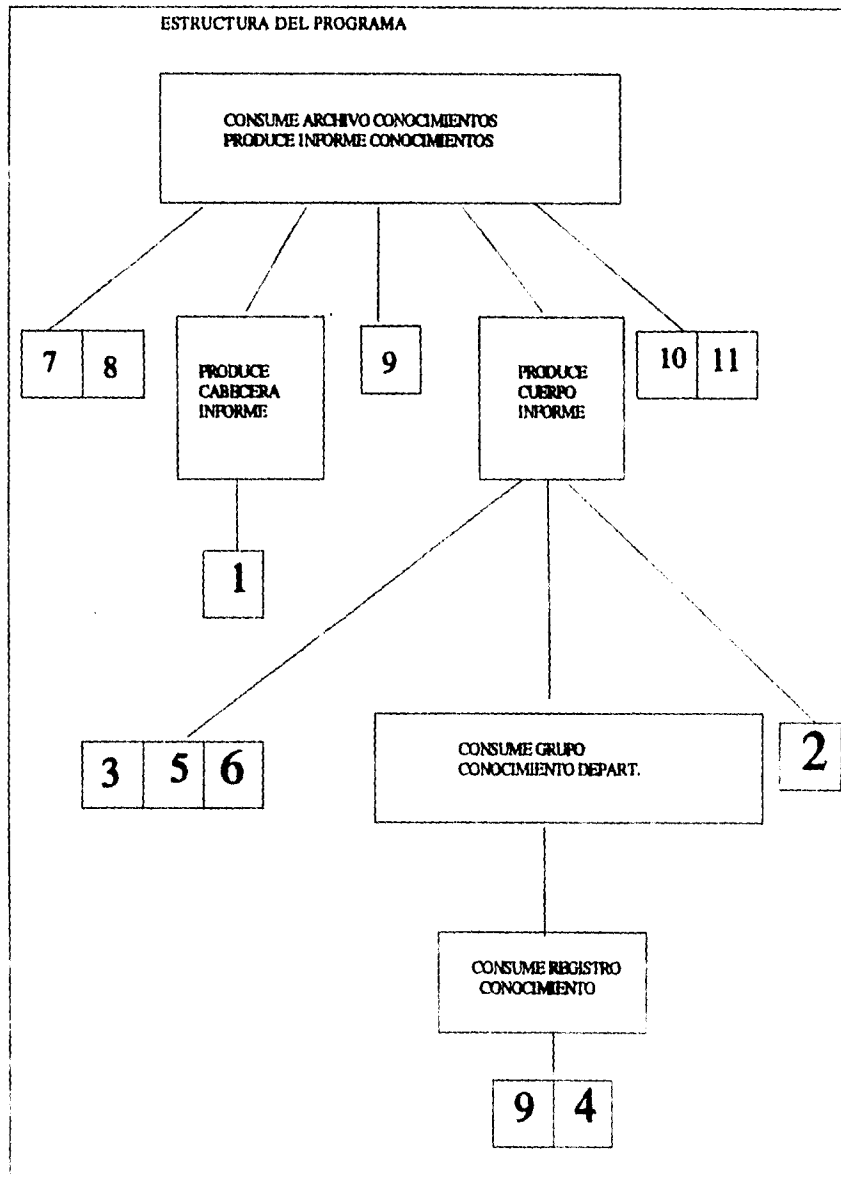 ESTRUCTURA DEL PROGRAMA
CONSUME ARCHIVO CONOCIMIENTOS
PRODUCE INFORME CONOCIMIENTOS
7 8
PRODUCE
CABECERA
INFORME
9
PRODUCE
CUERPO
INFORME
10 11
1
3 5 6
CONSUME GRUPO
CONOCIMIENTO DEPART.
2
CONSUME REGISTRO
CONOCIMIENTO
9 4